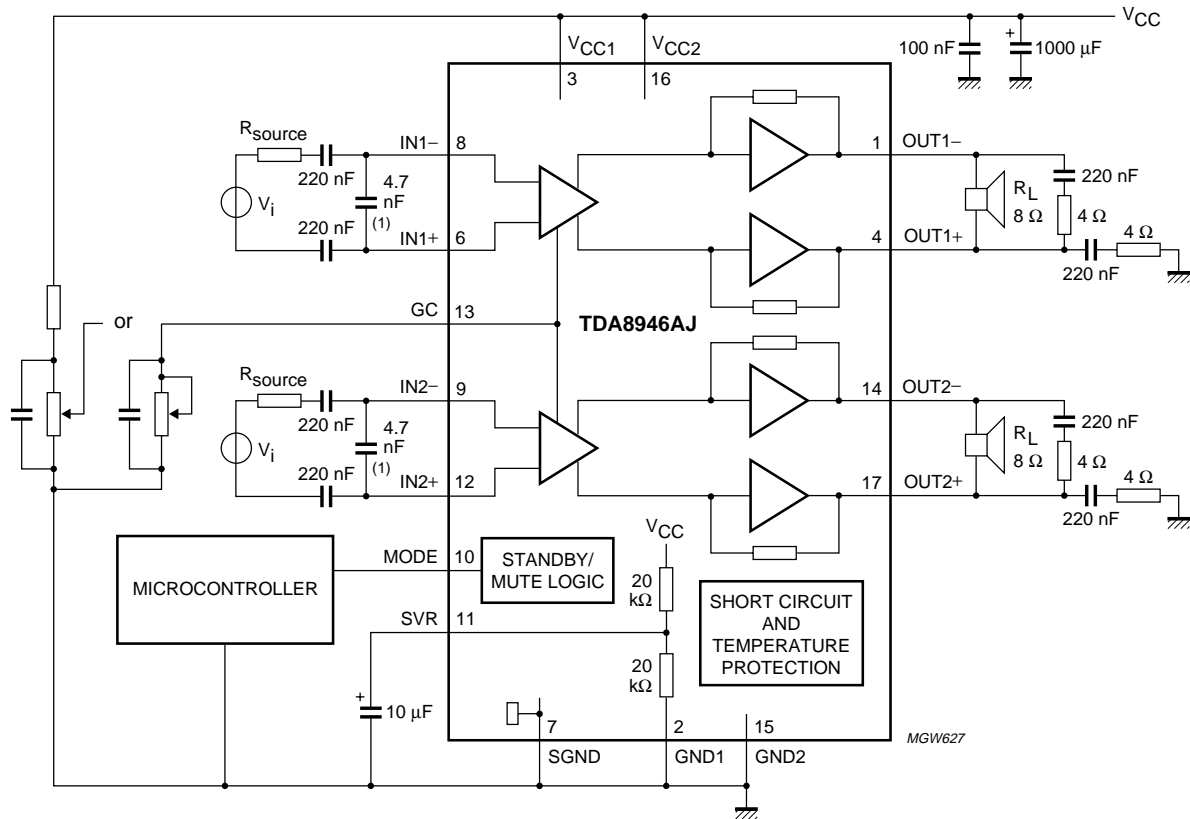 VCC
VCC1
VCC2
3
16
100 nF
+
1000 μF
Rsource
IN1−
8
220 nF
4.7
nF
(1)
Vi
220 nF
IN1+
6
1
OUT1−
220 nF
RL
8 Ω
4 Ω
4
OUT1+
4 Ω
220 nF
GC
13
TDA8946AJ
or
Rsource
IN2−
9
220 nF
4.7
nF
(1)
Vi
220 nF
IN2+
12
14
OUT2−
220 nF
RL
8 Ω
4 Ω
17
OUT2+
4 Ω
220 nF
VCC
MICROCONTROLLER
MODE
10
STANDBY/
MUTE LOGIC
20
kΩ
SHORT CIRCUIT
AND
TEMPERATURE
PROTECTION
SVR
11
20
kΩ
+
10 μF
7
2
15
SGND
GND1
GND2
MGW627